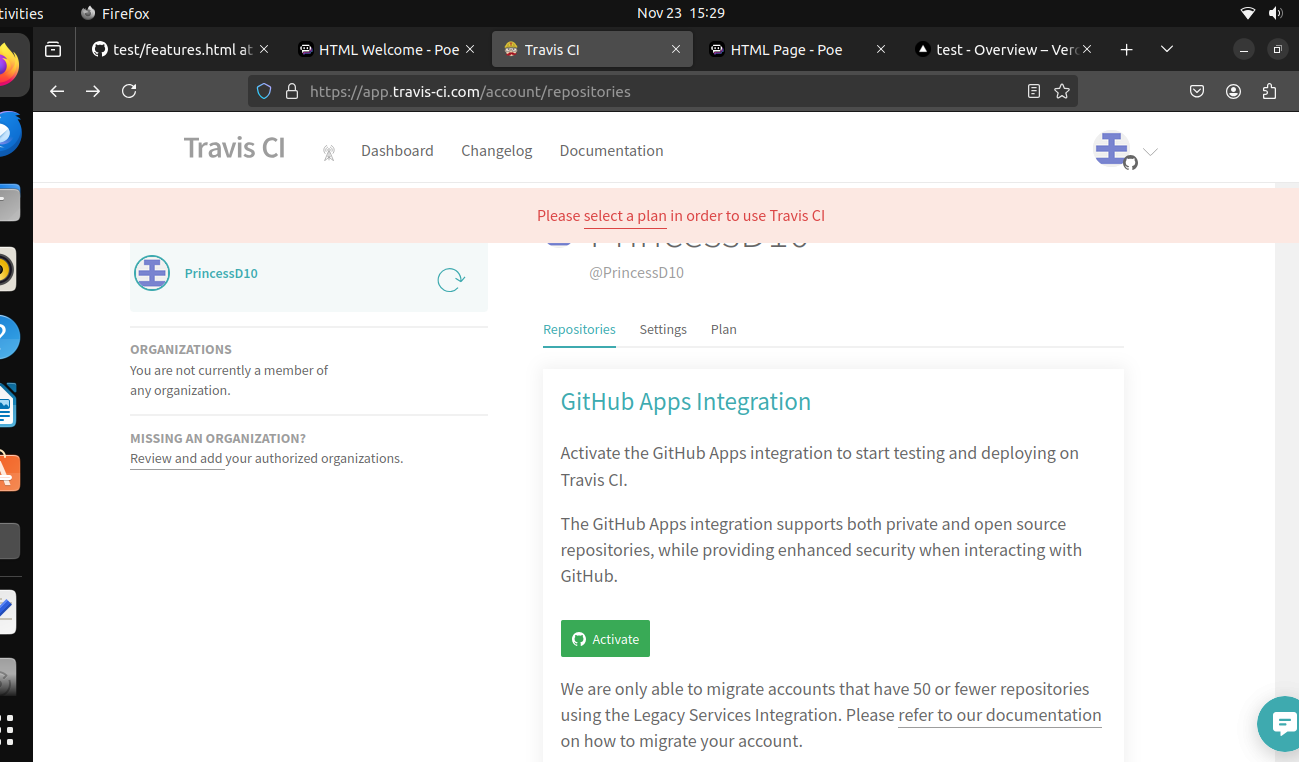 tivities
Firefox
Nov 23 15:29
test/features.html at
HTML Welcome - Poe
Travis CI
HTML Page - Poe
test - Overview – Verc
https://app.travis-ci.com/account/repositories
Travis CI
Dashboard
Changelog
Documentation
Please select a plan in order to use Travis CI
PrincessD10
PrincessD10
@PrincessD10
Repositories
Settings
Plan
ORGANIZATIONS
You are not currently a member of
any organization.
MISSING AN ORGANIZATION?
Review and add your authorized organizations.
GitHub Apps Integration
Activate the GitHub Apps integration to start testing and deploying on
Travis CI.
The GitHub Apps integration supports both private and open source
repositories, while providing enhanced security when interacting with
GitHub.
Activate
We are only able to migrate accounts that have 50 or fewer repositories
using the Legacy Services Integration. Please refer to our documentation
on how to migrate your account.